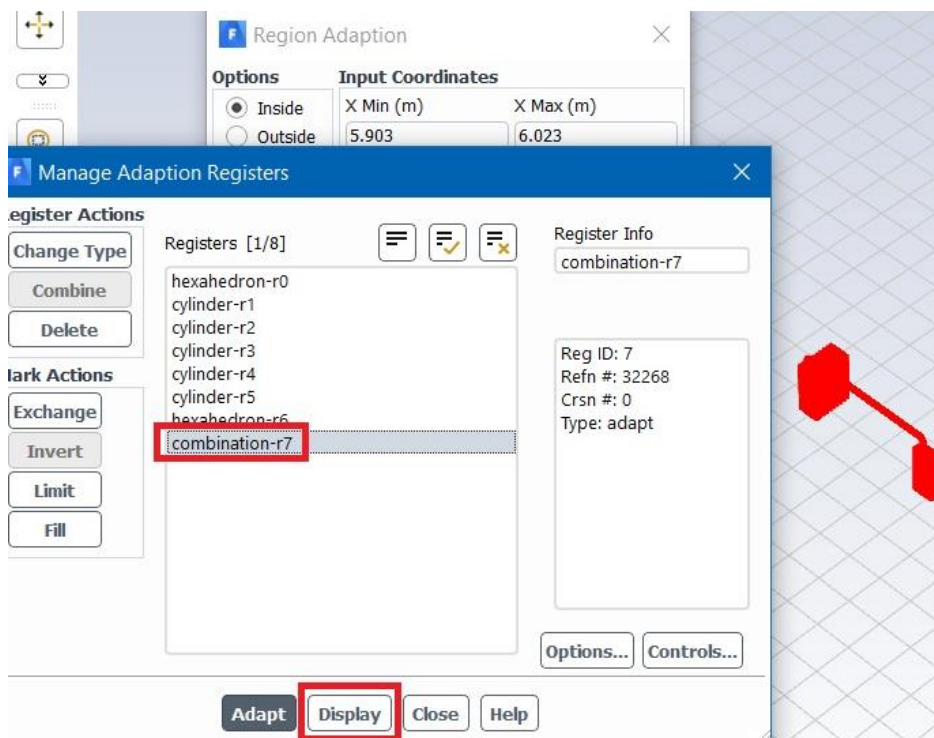 Region Adaption
Options
Input Coordinates
Inside
X Min (m)
X Max (m)
Outside
5.903
6.023
Manage Adaption Registers
egister Actions
Change Type
Combine
Delete
Registers [1/8]
hexahedron-r0
cylinder-r1
cylinder-r2
cylinder-r3
cylinder-r4
cylinder-r5
hexahedron-r6
combination-r7
Register Info
combination-r7
Reg ID: 7
Refn #: 32268
Crsn #: 0
Type: adapt
lark Actions
Exchange
Invert
Limit
Fill
Options...
Controls...
Adapt
Display
Close
Help